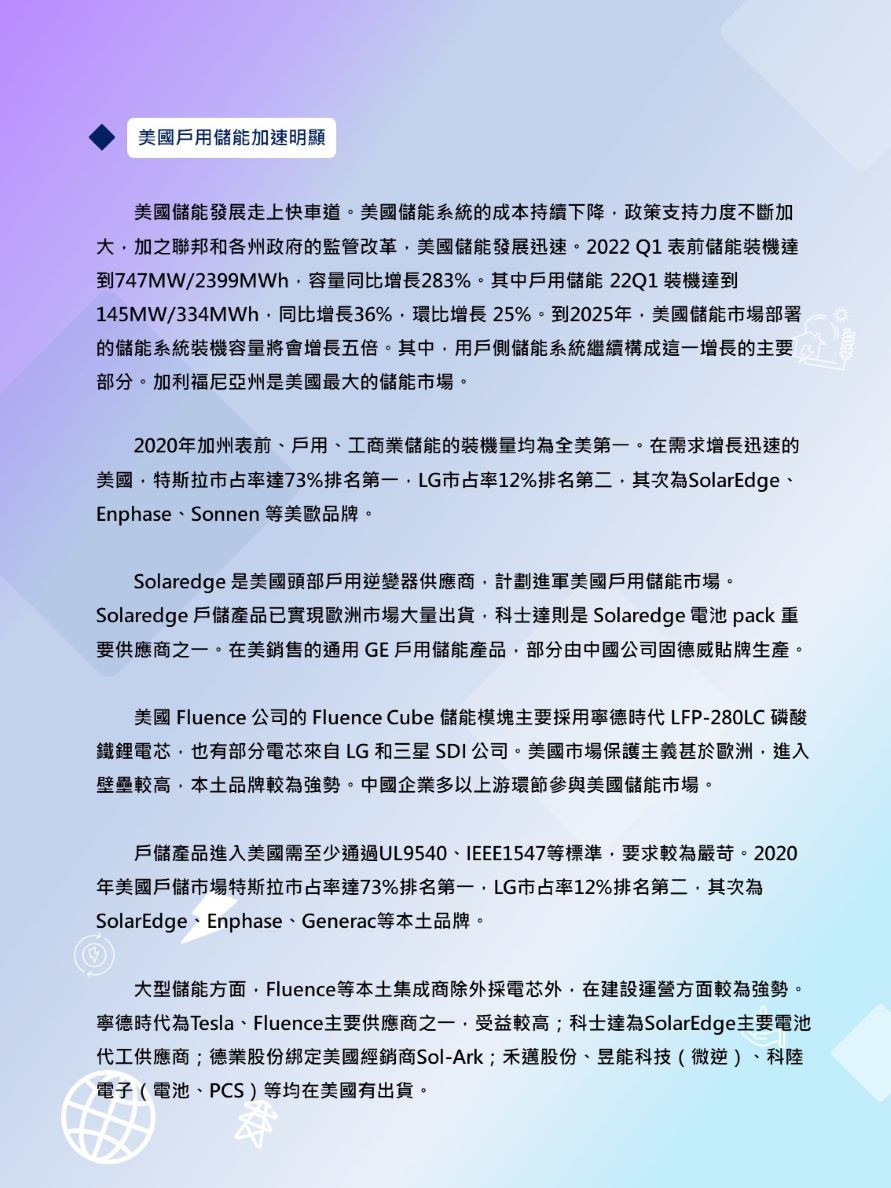 美國戶用儲能加速明顯
美國儲能發展走上快車道。美國儲能系統的成本持續下降，政策支持力度不斷加
大，加之聯邦和各州政府的監管改革，美國儲能發展迅速。2022 Q1 表前儲能裝機達
到747MW/2399MWh，容量同比增長283%。其中戶用儲能 22Q1 裝機達到
145MW/334MWh，同比增長36%，環比增長 25%。到2025年，美國儲能市場部署
的儲能系統裝機容量將會增長五倍。其中，用戶側儲能系統繼續構成這一增長的主要
部分。加利福尼亞州是美國最大的儲能市場。
2020年加州表前、戶用、工商業儲能的裝機量均為全美第一。在需求增長迅速的
美國，特斯拉市占率達73%排名第一，LG市占率12%排名第二，其次為SolarEdge、
Enphase、Sonnen 等美歐品牌。
Solaredge 是美國頭部戶用逆變器供應商，計劃進軍美國戶用儲能市場。
Solaredge 戶儲產品已實現歐洲市場大量出貨，科士達則是 Solaredge 電池 pack 重
要供應商之一。在美銷售的通用 GE 戶用儲能產品，部分由中國公司固德威貼牌生產。
美國 Fluence 公司的 Fluence Cube 儲能模塊主要採用寧德時代 LFP-280LC 磷酸
鐵鋰電芯，也有部分電芯來自 LG 和三星 SDI 公司。美國市場保護主義甚於歐洲，進入
壁壘較高，本土品牌較為強勢。中國企業多以上游環節參與美國儲能市場。
戶儲產品進入美國需至少通過UL9540、IEEE1547等標準，要求較為嚴苛。2020
年美國戶儲市場特斯拉市占率達73%排名第一，LG市占率12%排名第二，其次為
SolarEdge、Enphase、Generac等本土品牌。
大型儲能方面，Fluence等本土集成商除外採電芯外，在建設運營方面較為強勢。
寧德時代為Tesla、Fluence主要供應商之一，受益較高；科士達為SolarEdge主要電池
代工供應商；德業股份綁定美國經銷商Sol-Ark；禾邁股份、昱能科技（微逆）、科陸
電子（電池、PCS）等均在美國有出貨。